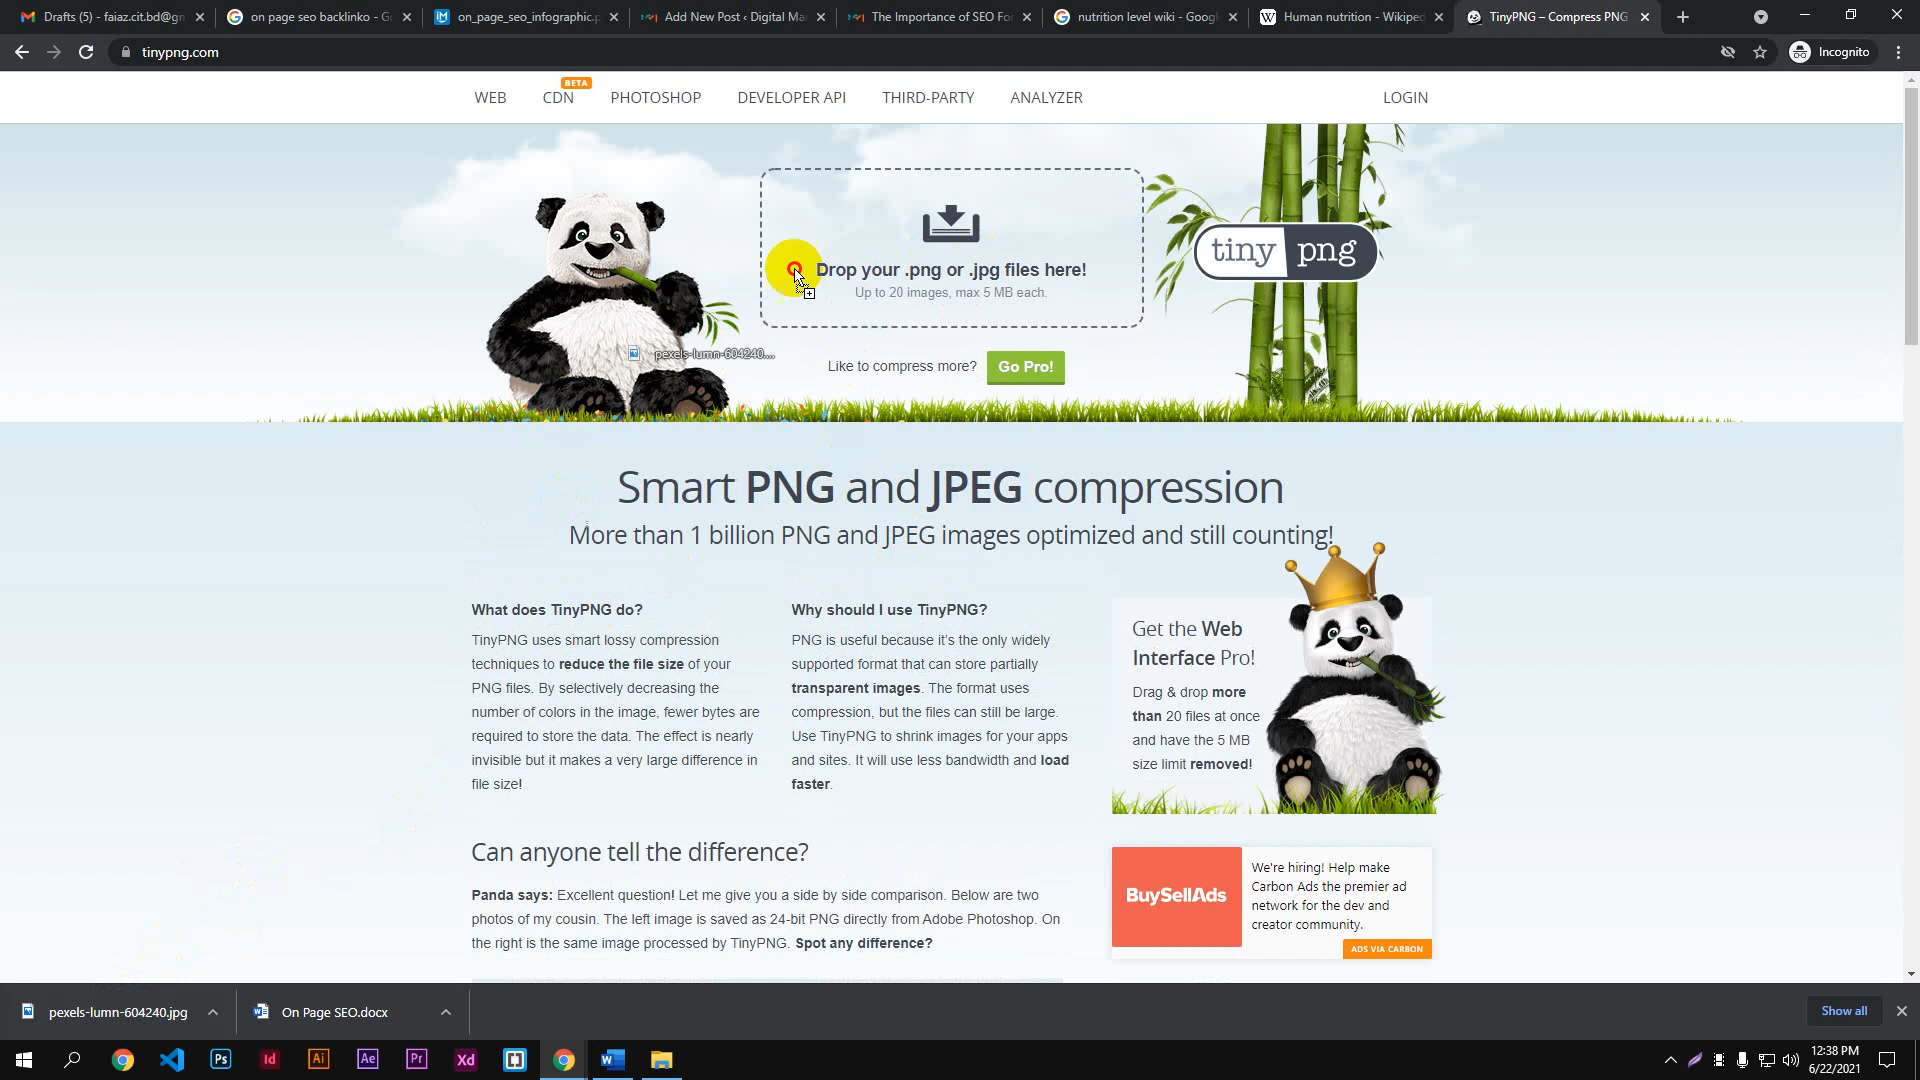 Drafts (5) - faiaz.cit.bd@gm
on page seo backlinko - Go
on_page_seo_infographic.p
Add New Post ‹ Digital Mar
The Importance of SEO For
nutrition level wiki - Google
Human nutrition - Wikiped
TinyPNG – Compress PNG
tinypng.com
Incognito
WEB
BETA
CDN
PHOTOSHOP
DEVELOPER API
THIRD-PARTY
ANALYZER
LOGIN
Drop your .png or .jpg files here!
Up to 20 images, max 5 MB each.
tiny png
pexels-lumn-604240....
Like to compress more?
Go Pro!
Smart PNG and JPEG compression
More than 1 billion PNG and JPEG images optimized and still counting!
What does TinyPNG do?
TinyPNG uses smart lossy compression
techniques to reduce the file size of your
PNG files. By selectively decreasing the
number of colors in the image, fewer bytes are
required to store the data. The effect is nearly
invisible but it makes a very large difference in
file size!
Why should I use TinyPNG?
PNG is useful because it's the only widely
supported format that can store partially
transparent images. The format uses
compression, but the files can still be large.
Use TinyPNG to shrink images for your apps
and sites. It will use less bandwidth and load
faster.
Get the Web
Interface Pro!
Drag & drop more
than 20 files at once
and have the 5 MB
size limit removed!
Can anyone tell the difference?
Panda says: Excellent question! Let me give you a side by side comparison. Below are two
photos of my cousin. The left image is saved as 24-bit PNG directly from Adobe Photoshop. On
the right is the same image processed by TinyPNG. Spot any difference?
BuySellAds
We're hiring! Help make
Carbon Ads the premier ad
network for the dev and
creator community.
ADS VIA CARBON
pexels-lumn-604240.jpg
On Page SEO.docx
Show all
Ps
Id
Ai
Ae
Pr
Xd
12:38 PM
6/22/2021